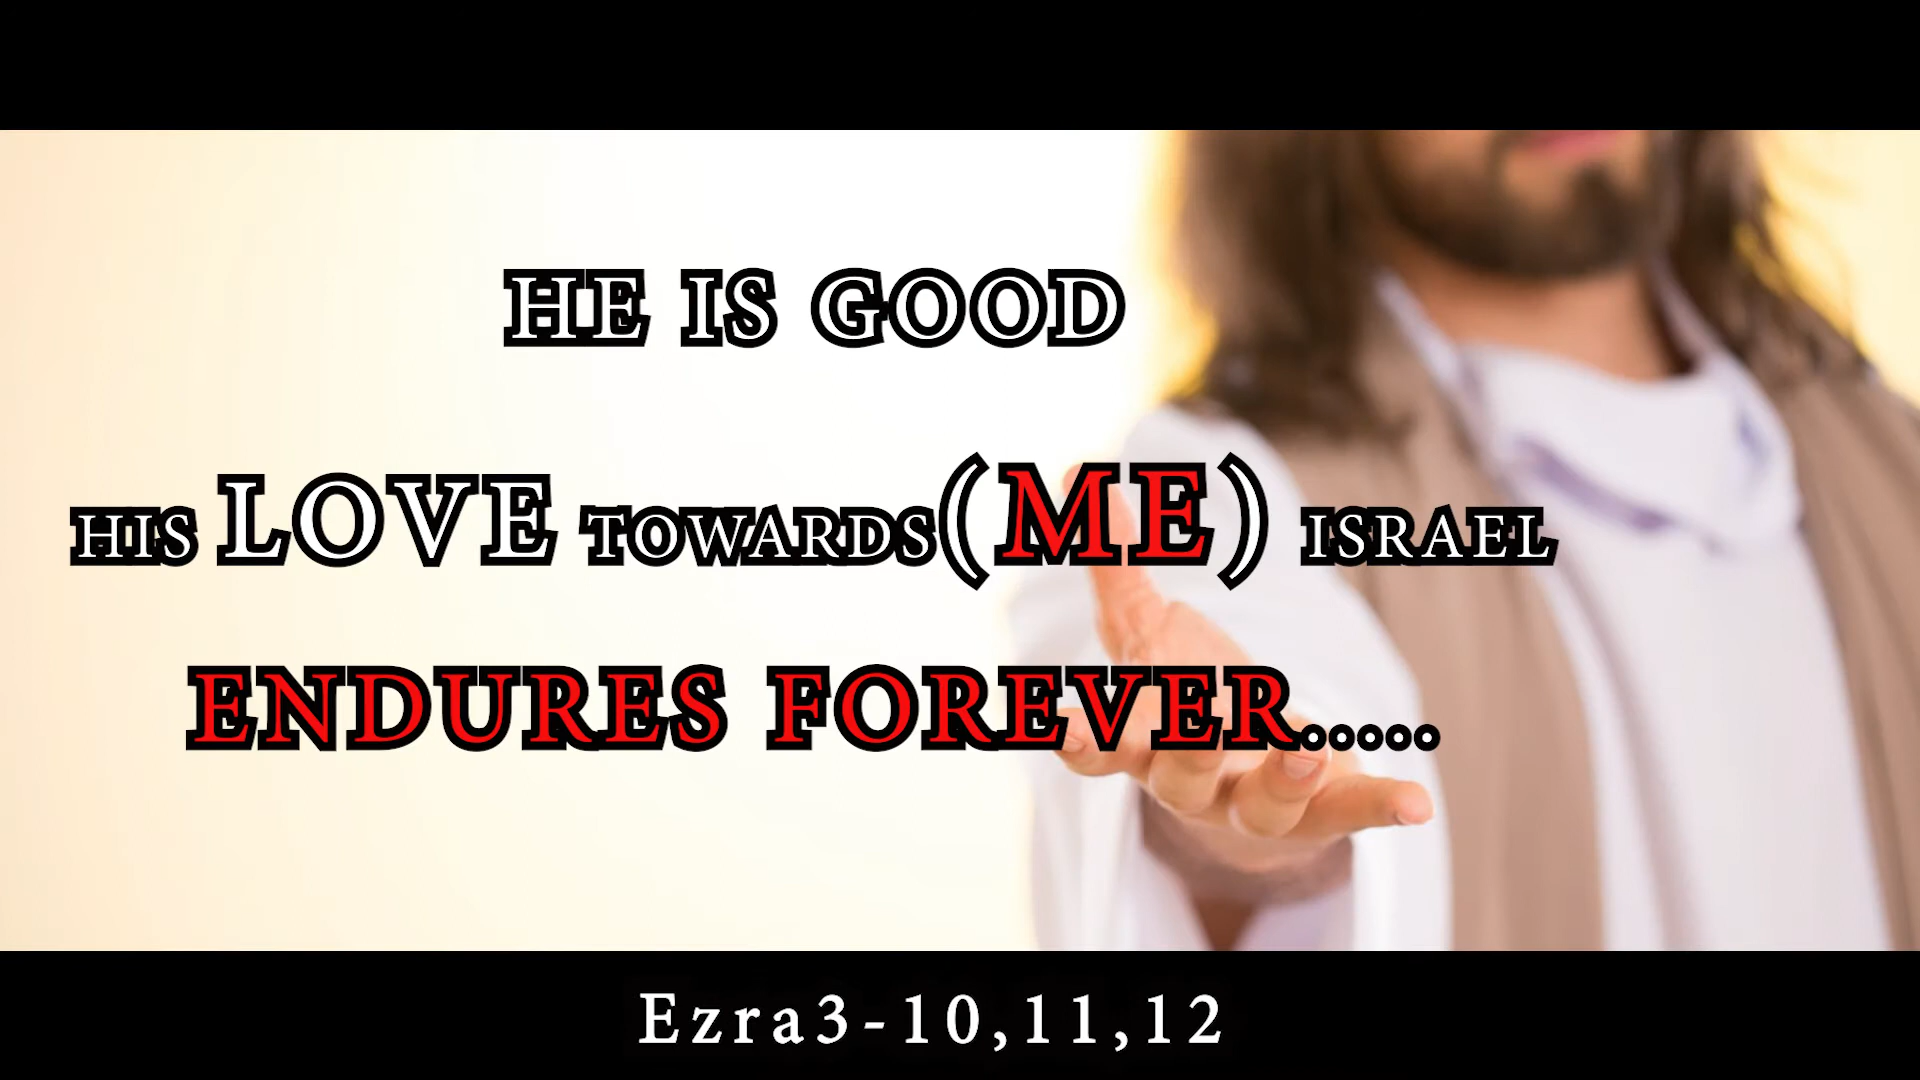 HE IS GOOD
HIS LOVE TOWARDS(ME) ISRAEL
ENDURES FOREVER.....
Ezra3-10,11,12